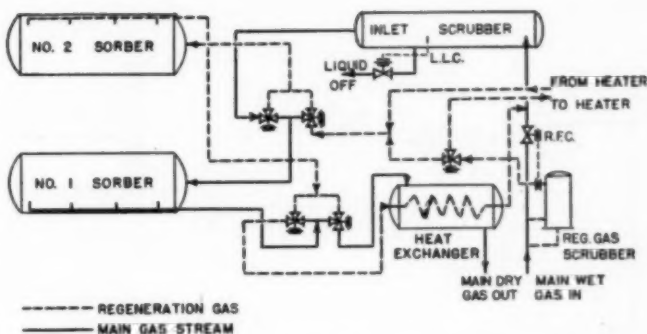 NO. 2 SORBER
INLET SCRUBBER
LIQUID OFF
L.L.C.
FROM HEATER
TO HEATER
R.F.C.
NO. 1 SORBER
HEAT EXCHANGER
REG. GAS SCRUBBER
MAIN DRY GAS OUT
MAIN WET GAS IN
REGENERATION GAS
MAIN GAS STREAM